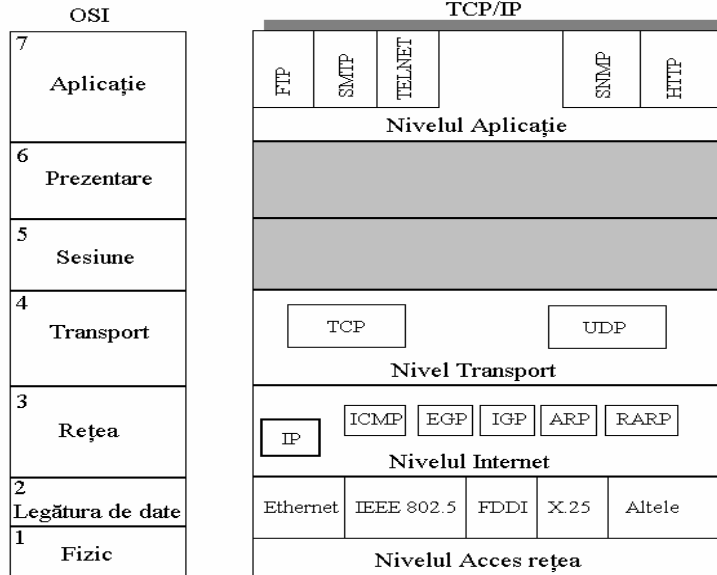 OSI
TCP/IP
7
Aplicație
FTP
SMTP
TELNET
SNMP
HTTP
Nivelul Aplicație
6
Prezentare
5
Sesiune
4
Transport
TCP
UDP
Nivel Transport
3
Rețea
IP
ICMP
EGP
IGP
ARP
RARP
Nivelul Internet
2
Legătura de date
Ethernet
IEEE 802.5
FDDI
X.25
Altele
1
Fizic
Nivelul Acces rețea